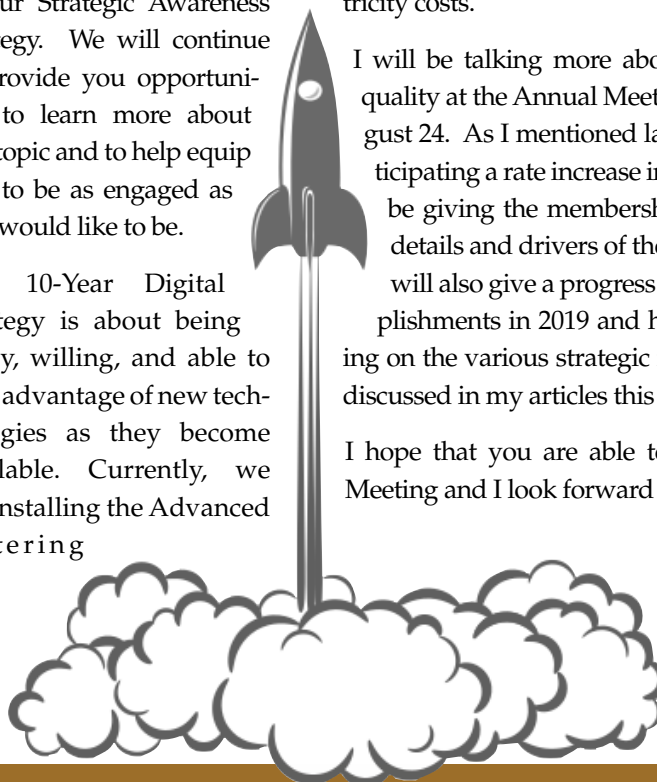 ur Strategic Awareness
egy. We will continue
rovide you opportuni-
to learn more about
topic and to help equip
to be as engaged as
would like to be.
10-Year Digital
tegy is about being
y, willing, and able to
advantage of new tech-
gies as they become
lable. Currently, we
nstalling the Advanced
tering
tricity costs.
I will be talking more abo
quality at the Annual Meet
gust 24. As I mentioned la
ticipating a rate increase in
be giving the membersh
details and drivers of the
will also give a progress
plishments in 2019 and h
ing on the various strategic
discussed in my articles this
I hope that you are able to
Meeting and I look forward